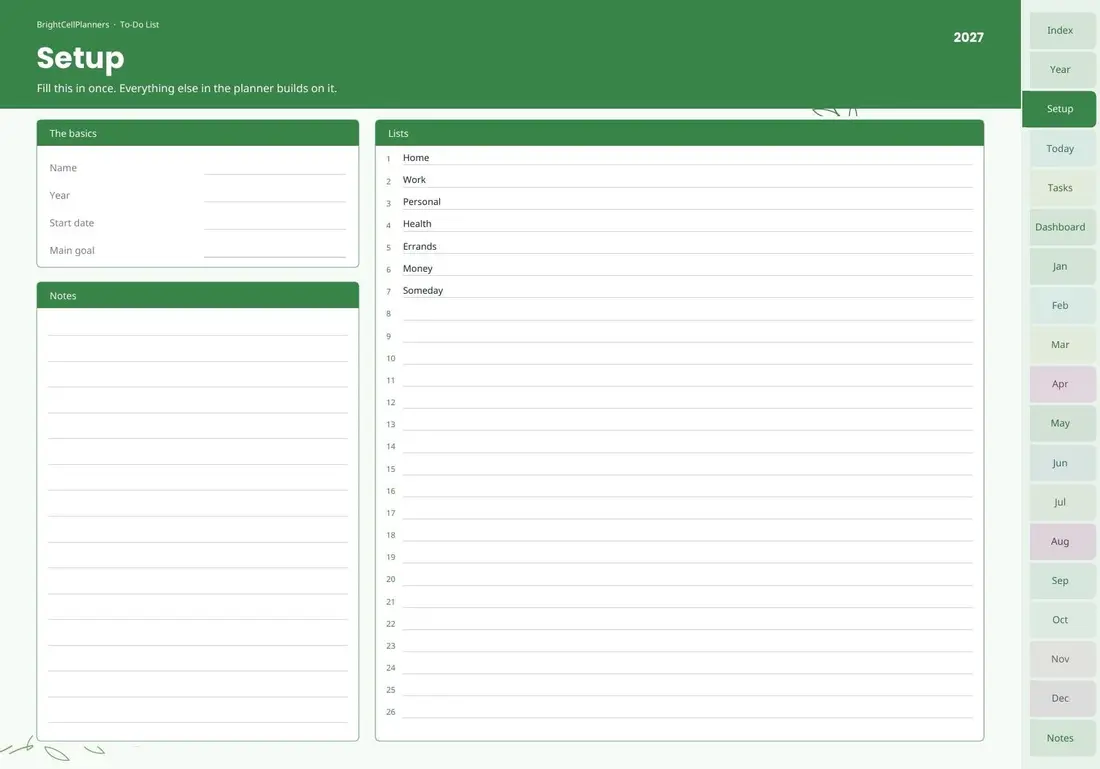 BrightCellPlanners · To-Do List
Setup
2027
Fill this in once. Everything else in the planner builds on it.
The basics
Name
Year
Start date
Main goal
Notes
Lists
1 Home
2 Work
3 Personal
4 Health
5 Errands
6 Money
7 Someday
8
9
10
11
12
13
14
15
16
17
18
19
20
21
22
23
24
25
26
Index
Year
Setup
Today
Tasks
Dashboard
Jan
Feb
Mar
Apr
May
Jun
Jul
Aug
Sep
Oct
Nov
Dec
Notes